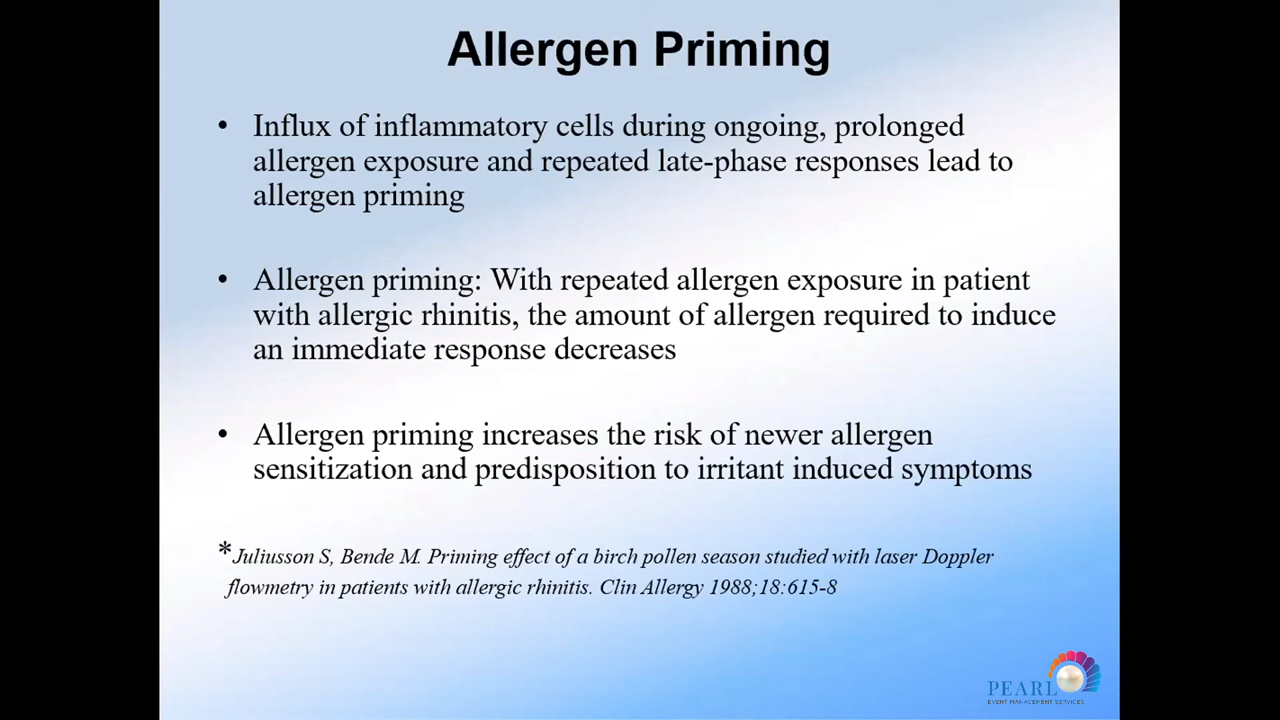 Allergen Priming
• Influx of inflammatory cells during ongoing, prolonged
allergen exposure and repeated late-phase responses lead to
allergen priming
• Allergen priming: With repeated allergen exposure in patient
with allergic rhinitis, the amount of allergen required to induce
an immediate response decreases
• Allergen priming increases the risk of newer allergen
sensitization and predisposition to irritant induced symptoms
*Juliusson S, Bende M. Priming effect of a birch pollen season studied with laser Doppler
flowmetry in patients with allergic rhinitis. Clin Allergy 1988;18:615-8
PEARL
EVENT MANAGEMENT SERVICES